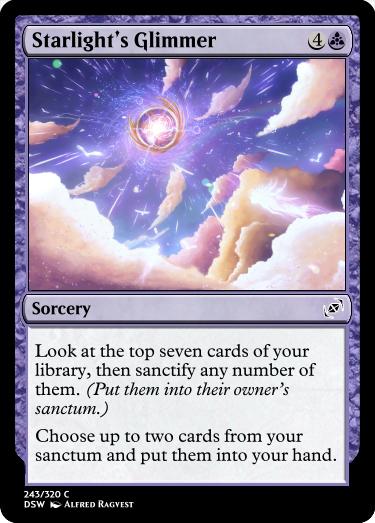 Starlight's Glimmer 4
Sorcery
Look at the top seven cards of your
library, then sanctify any number of
them. (Put them into their owner's
sanctum.)
Choose up to two cards from your
sanctum and put them into your hand.
243/320 C
DSW Alfred Ragvest